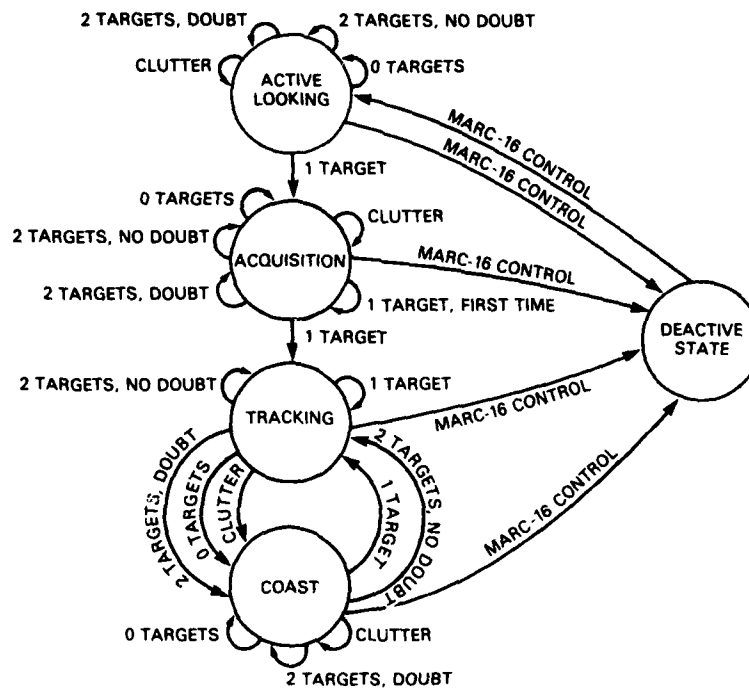 2 TARGETS, DOUBT
2 TARGETS, NO DOUBT
CLUTTER
0 TARGETS
ACTIVE
LOOKING
MARC-16 CONTROL
MARC-16 CONTROL
1 TARGET
0 TARGETS
CLUTTER
2 TARGETS, NO DOUBT
ACQUISITION
MARC-16 CONTROL
2 TARGETS, DOUBT
1 TARGET, FIRST TIME
DEACTIVE
STATE
1 TARGET
2 TARGETS, NO DOUBT
1 TARGET
TRACKING
MARC-16 CONTROL
2 TARGETS, DOUBT
0 TARGETS
CLUTTER
1 TARGET
2 TARGETS, NO DOUBT
MARC-16 CONTROL
COAST
0 TARGETS
CLUTTER
2 TARGETS, DOUBT